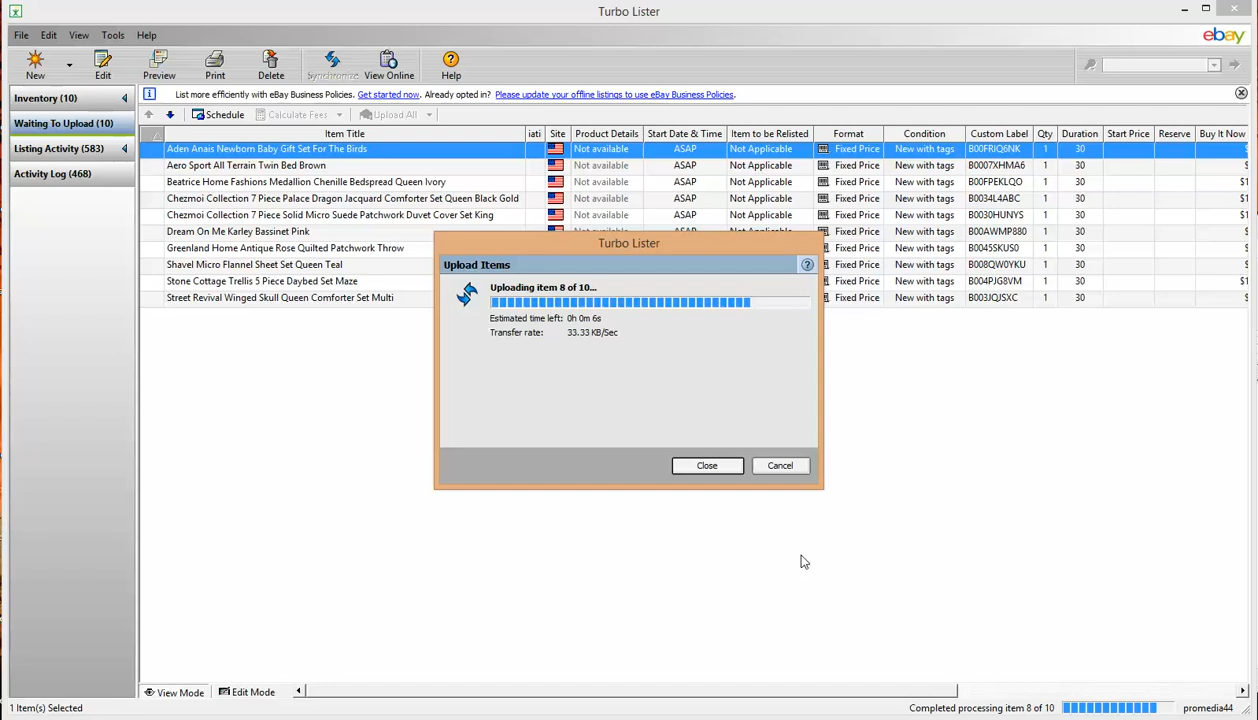 Turbo Lister
File Edit View Tools Help
ebay
New Edit Preview Print Delete Synchronize View Online Help
Inventory (10)
Waiting To Upload (10)
Listing Activity (583)
Activity Log (468)
List more efficiently with eBay Business Policies. Get started now. Already opted in? Please update your offline listings to use eBay Business Policies.
Schedule Calculate Fees Upload All
Item Title iati Site Product Details Start Date & Time Item to be Relisted Format Condition Custom Label Qty Duration Start Price Reserve Buy It Now
Aden Anais Newborn Baby Gift Set For The Birds Not available ASAP Not Applicable Fixed Price New with tags B00FRIQ6NK 1 30
Aero Sport All Terrain Twin Bed Brown Not available ASAP Not Applicable Fixed Price New with tags B0007XHMA6 1 30
Beatrice Home Fashions Medallion Chenille Bedspread Queen Ivory Not available ASAP Not Applicable Fixed Price New with tags B00FPEKLQO 1 30 $1
Chezmoi Collection 7 Piece Palace Dragon Jacquard Comforter Set Queen Black Gold Not available ASAP Not Applicable Fixed Price New with tags B0034L4ABC 1 30 $1
Chezmoi Collection 7 Piece Solid Micro Suede Patchwork Duvet Cover Set King Not available ASAP Not Applicable Fixed Price New with tags B0030HUNYS 1 30 $1
Dream On Me Karley Bassinet Pink Not available ASAP Not Applicable Fixed Price New with tags B00AWMP880 1 30
Greenland Home Antique Rose Quilted Patchwork Throw Fixed Price New with tags B0045SKUS0 1 30
Shavel Micro Flannel Sheet Set Queen Teal Fixed Price New with tags B008QW0YKU 1 30
Stone Cottage Trellis 5 Piece Daybed Set Maze Fixed Price New with tags B004PJG8VM 1 30 $1
Street Revival Winged Skull Queen Comforter Set Multi Fixed Price New with tags B003JQJSXC 1 30
Turbo Lister
Upload Items
Uploading item 8 of 10...
Estimated time left: 0h 0m 6s
Transfer rate: 33.33 KB/Sec
Close Cancel
View Mode Edit Mode
1 Item(s) Selected Completed processing item 8 of 10 promedia44